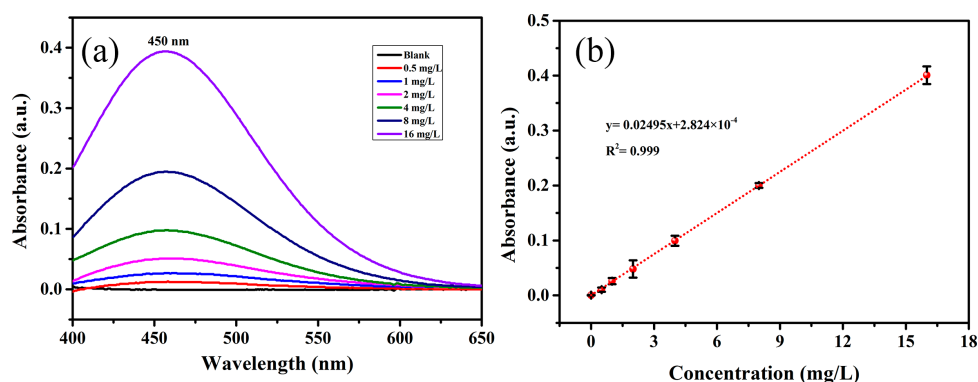 (a)
450 nm
Blank
0.5 mg/L
1 mg/L
2 mg/L
4 mg/L
8 mg/L
16 mg/L
Absorbance (a.u.)
0.4
0.3
0.2
0.1
0.0
400 450 500 550 600 650
Wavelength (nm)
(b)
y= 0.02495x+2.824×10⁻⁴
R²= 0.999
Absorbance (a.u.)
0.5
0.4
0.3
0.2
0.1
0.0
0 3 6 9 12 15 18
Concentration (mg/L)